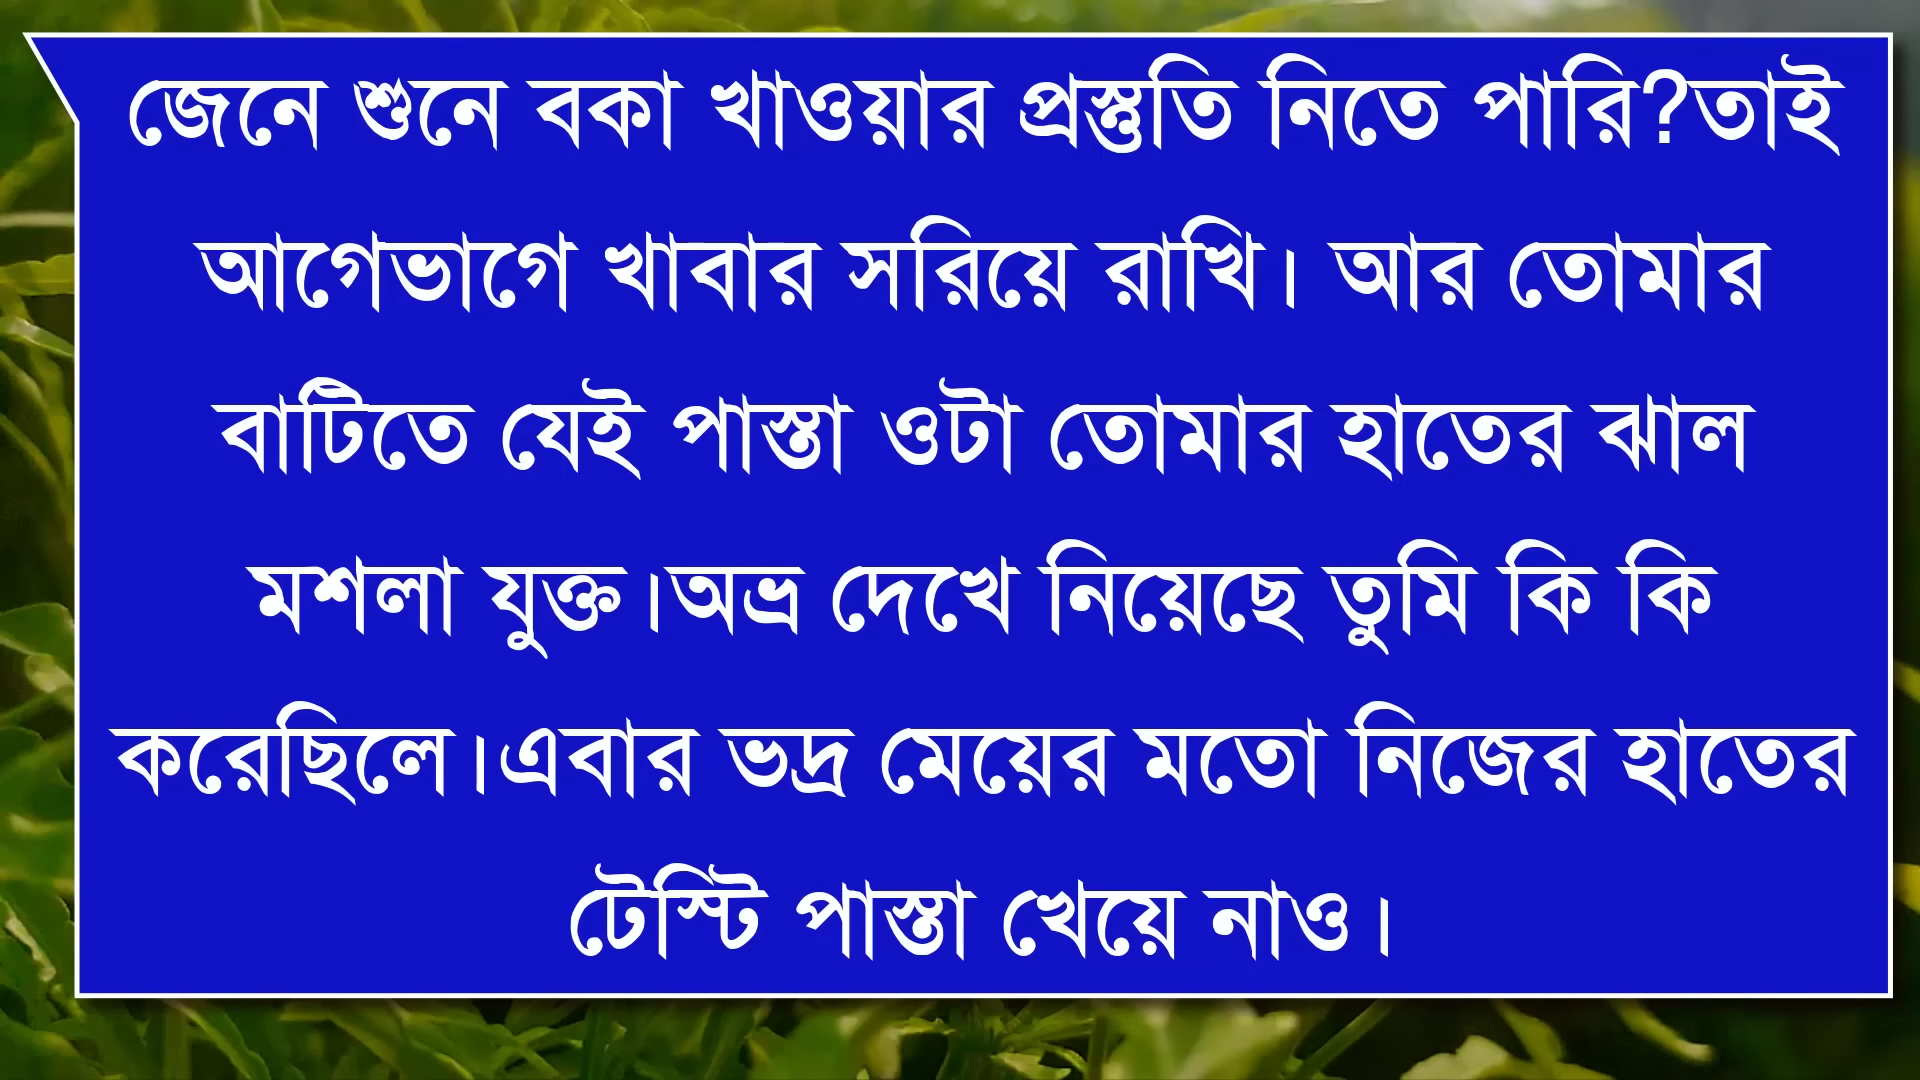 জেনে শুনে বকা খাওয়ার প্রস্তুতি নিতে পারি?তাই
আগেভাগে খাবার সরিয়ে রাখি। আর তোমার
বাটিতে যেই পাস্তা ওটা তোমার হাতের ঝাল
মশলা যুক্ত।অভ্র দেখে নিয়েছে তুমি কি কি
করেছিলে।এবার ভদ্র মেয়ের মতো নিজের হাতের
টেস্টি পাস্তা খেয়ে নাও।